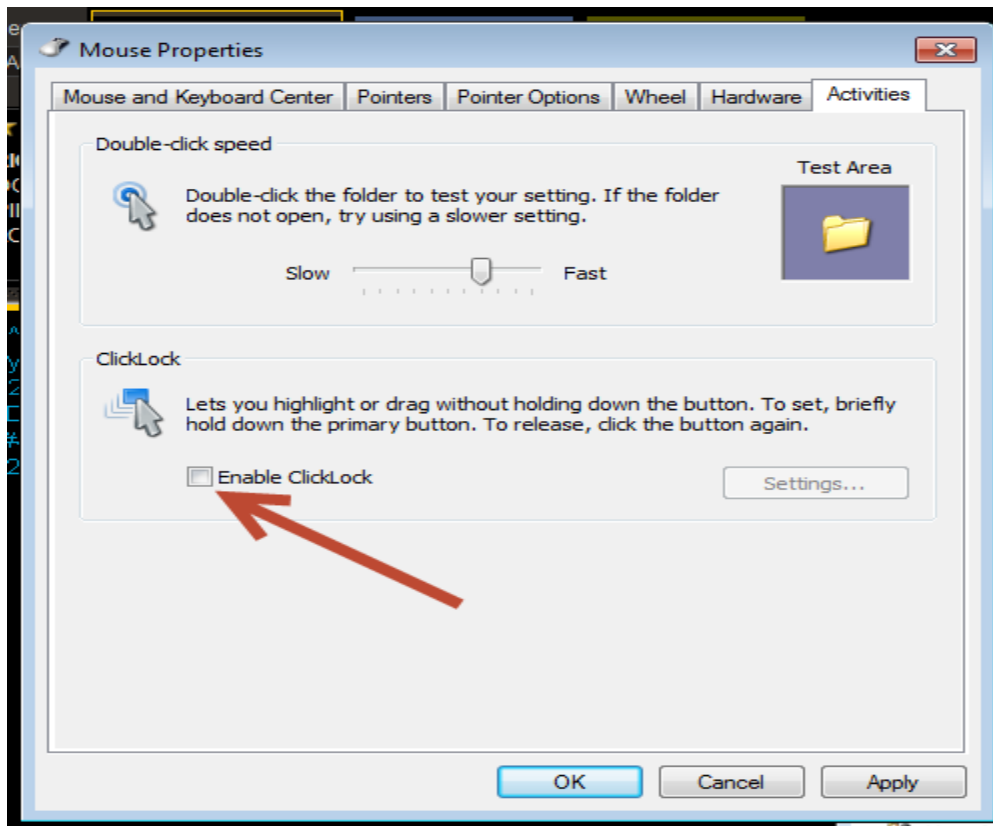 Mouse Properties
Mouse and Keyboard Center Pointers Pointer Options Wheel Hardware Activities
Double-click speed
Test Area
Double-click the folder to test your setting. If the folder
does not open, try using a slower setting.
Slow Fast
ClickLock
Lets you highlight or drag without holding down the button. To set, briefly
hold down the primary button. To release, click the button again.
Enable ClickLock
Settings...
OK Cancel Apply